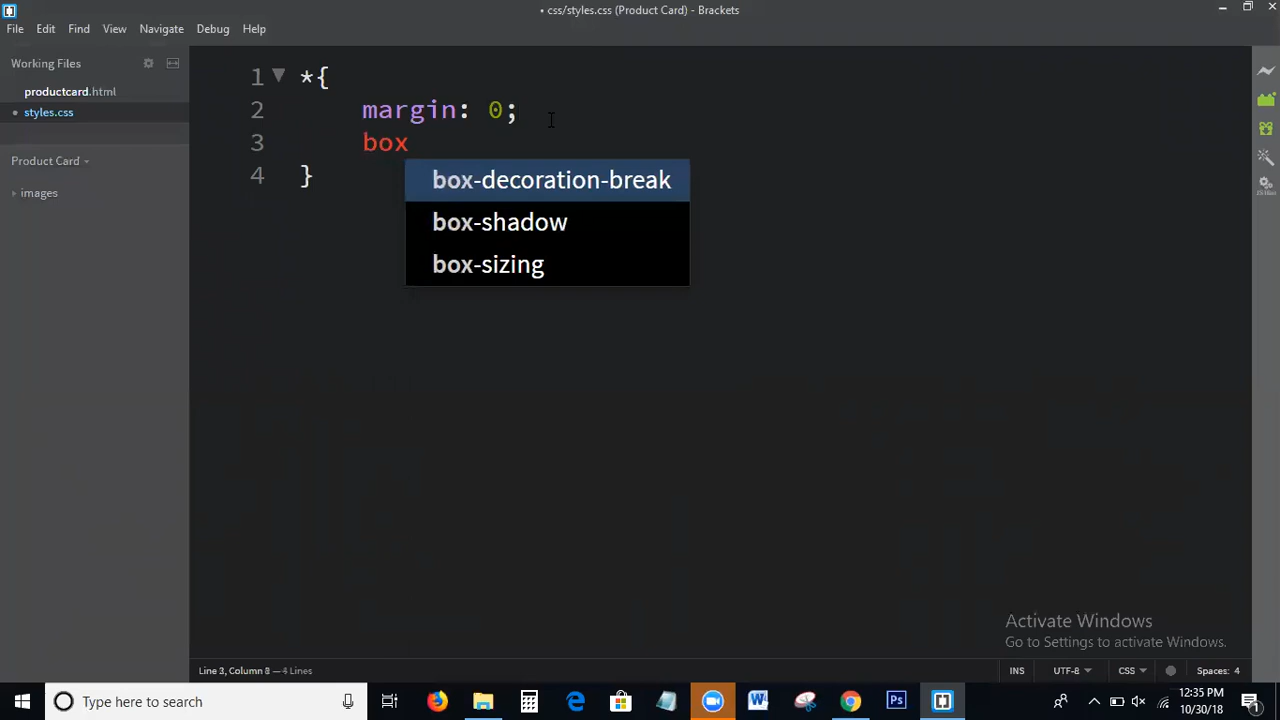 • css/styles.css (Product Card) - Brackets
File Edit Find View Navigate Debug Help
Working Files
productcard.html
• styles.css
Product Card
images
1 *{
2 margin: 0;
3 box
4 }
box-decoration-break
box-shadow
box-sizing
Activate Windows
Go to Settings to activate Windows.
Line 3, Column 8 — 4 Lines
INS UTF-8 CSS Spaces: 4
Type here to search
W
Ps
12:35 PM
10/30/18
1